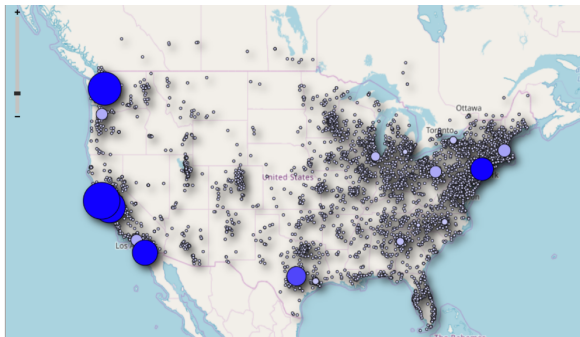 +
Ottawa
Toronto
United States
Los A
−
The Bahamas